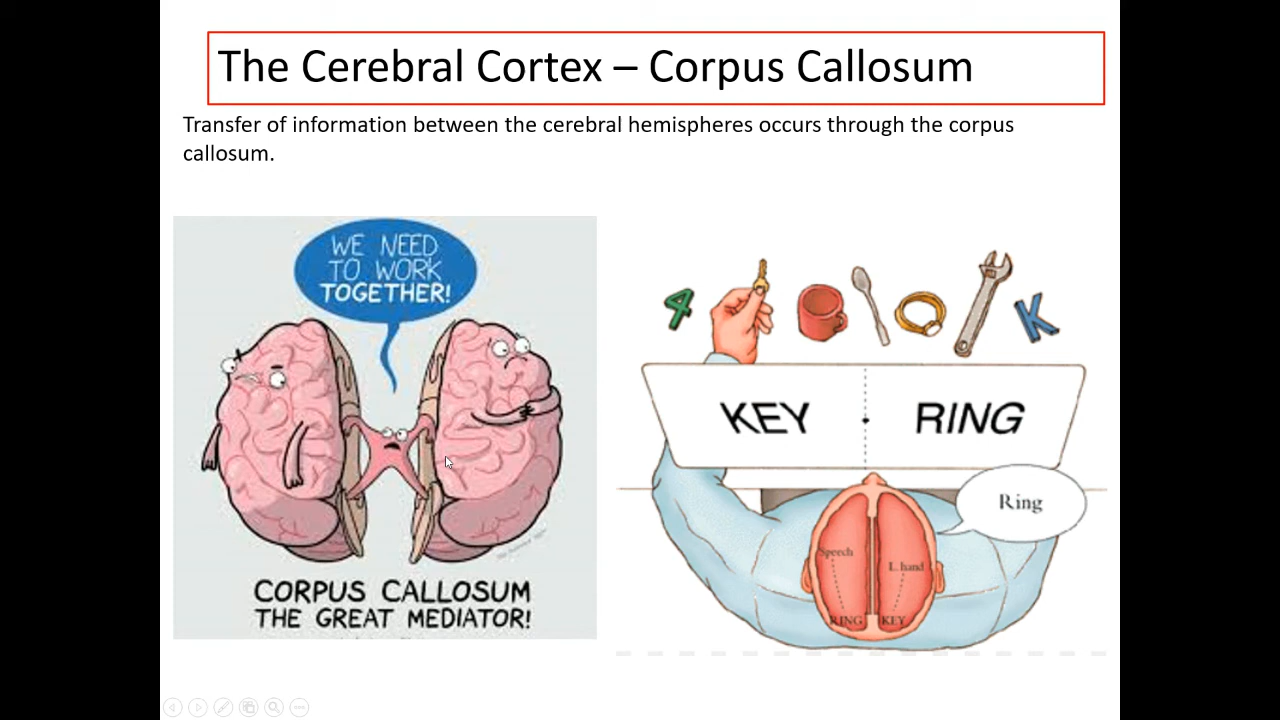 The Cerebral Cortex – Corpus Callosum
Transfer of information between the cerebral hemispheres occurs through the corpus
callosum.
WE NEED
TO WORK
TOGETHER!
CORPUS CALLOSUM
THE GREAT MEDIATOR!
4
K
KEY
RING
Ring
Speech
L. hand
RING
KEY